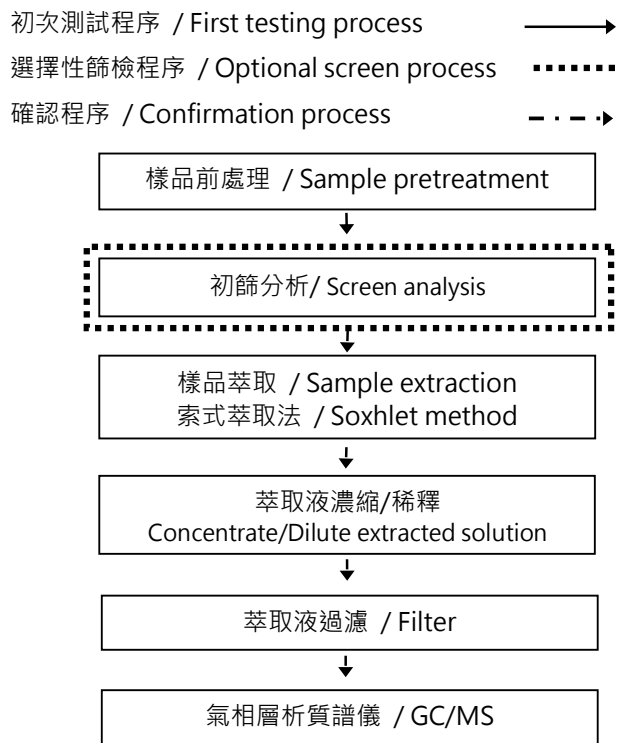 初次測試程序 / First testing process
選擇性篩檢程序 / Optional screen process
確認程序 / Confirmation process
樣品前處理 / Sample pretreatment
初篩分析/ Screen analysis
樣品萃取 / Sample extraction
索式萃取法 / Soxhlet method
萃取液濃縮/稀釋
Concentrate/Dilute extracted solution
萃取液過濾 / Filter
氣相層析質譜儀 / GC/MS